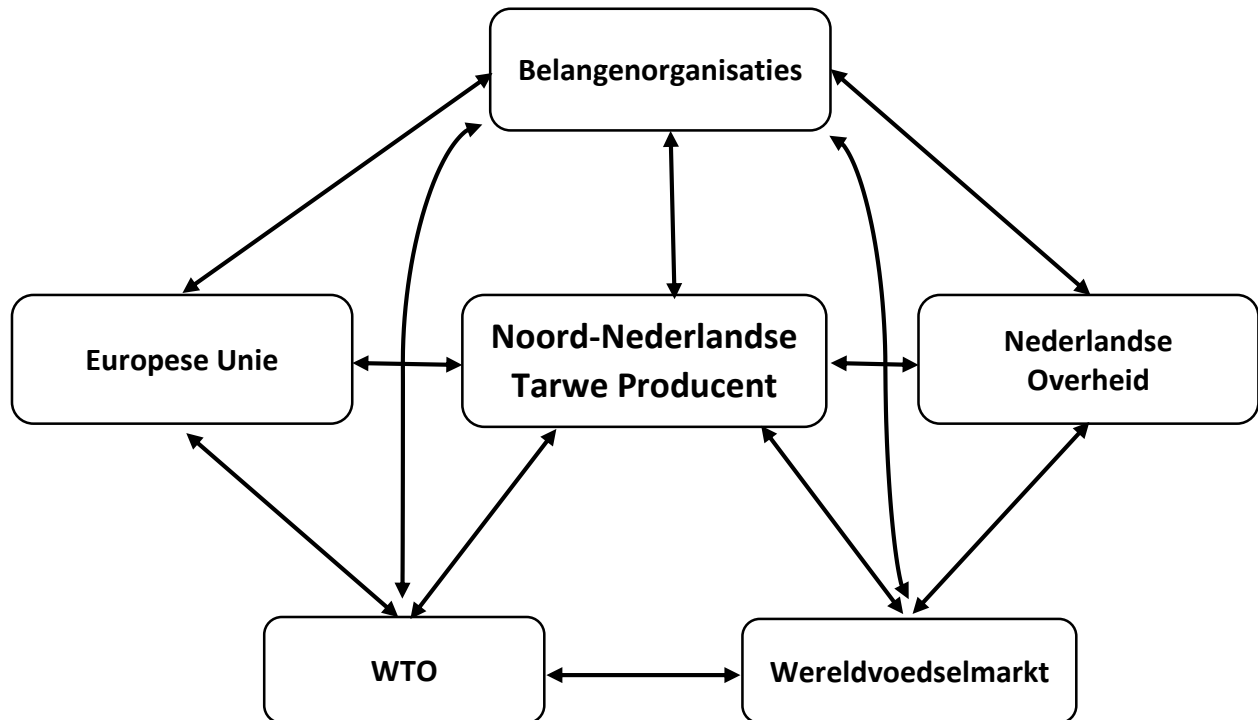 Belangenorganisaties
Europese Unie
Noord-Nederlandse
Tarwe Producent
Nederlandse
Overheid
WTO
Wereldvoedselmarkt